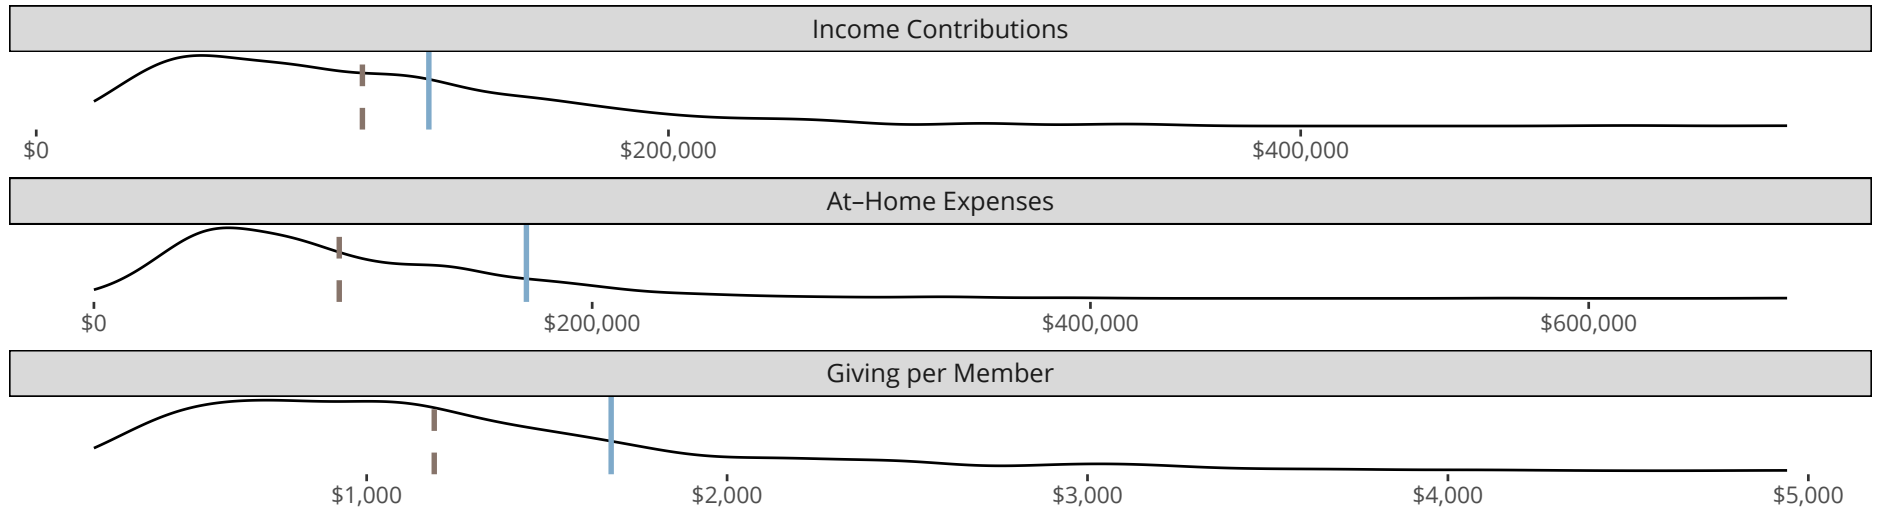 Income Contributions
$0 $200,000 $400,000
At–Home Expenses
$0 $200,000 $400,000 $600,000
Giving per Member
$1,000 $2,000 $3,000 $4,000 $5,000